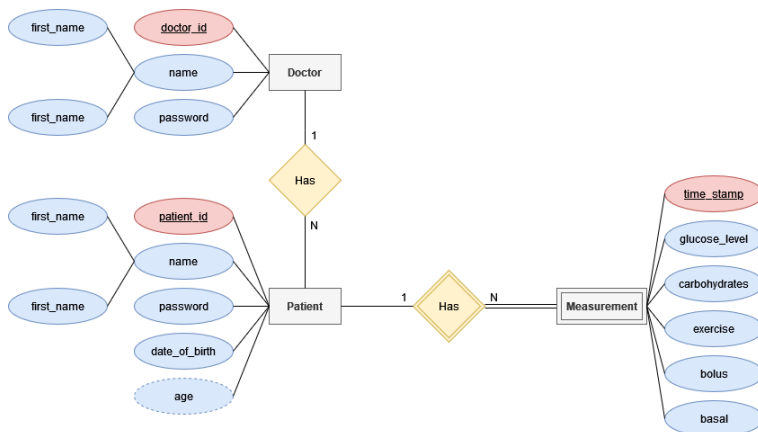 first_name
doctor_id
name
Doctor
first_name
password
1
Has
N
first_name
patient_id
name
first_name
password
Patient
date_of_birth
age
1
Has
N
Measurement
time_stamp
glucose_level
carbohydrates
exercise
bolus
basal